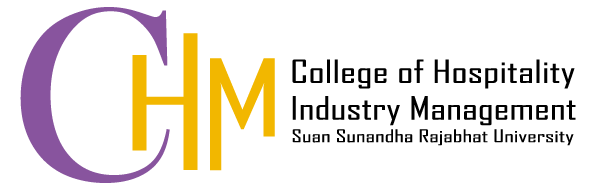 CHM
College of Hospitality
Industry Management
Suan Sunandha Rajabhat University